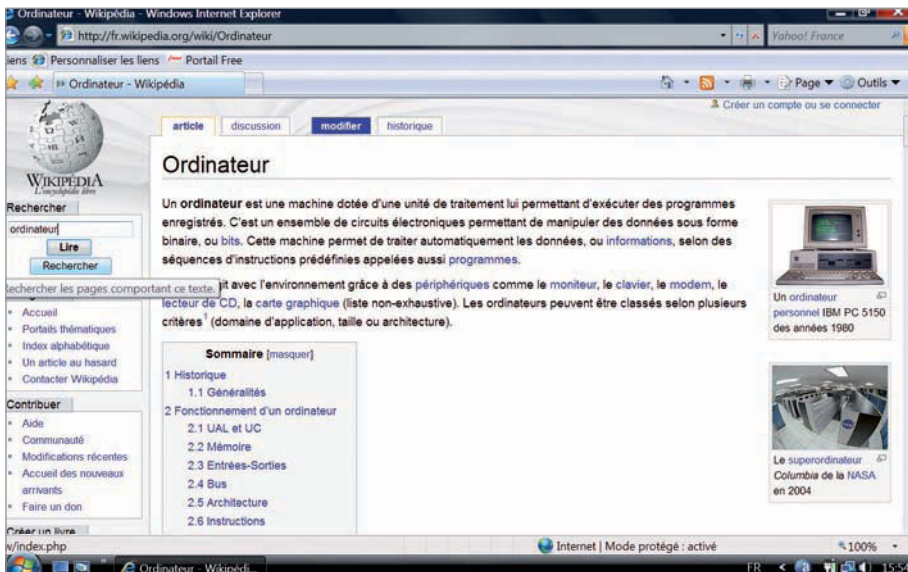 Ordinateur - Wikipédia - Windows Internet Explorer
http://fr.wikipedia.org/wiki/Ordinateur
Yahoo! France
iens Personnaliser les liens Portail Free
Ordinateur - Wikipédia
Page Outils
Créer un compte ou se connecter
article discussion modifier historique
WIKIPÉDIA
L'encyclopédie libre
Rechercher
ordinateur
Lire
Rechercher
Rechercher les pages comportant ce texte.
Accueil
Portails thématiques
Index alphabétique
Un article au hasard
Contacter Wikipédia
Contribuer
Aide
Communauté
Modifications récentes
Accueil des nouveaux
arrivants
Faire un don
Créer un livre
Ordinateur
Un ordinateur est une machine dotée d'une unité de traitement lui permettant d'exécuter des programmes
enregistrés. C'est un ensemble de circuits électroniques permettant de manipuler des données sous forme
binaire, ou bits. Cette machine permet de traiter automatiquement les données, ou informations, selon des
séquences d'instructions prédéfinies appelées aussi programmes.
git avec l'environnement grâce à des périphériques comme le moniteur, le clavier, le modem, le
lecteur de CD, la carte graphique (liste non-exhaustive). Les ordinateurs peuvent être classés selon plusieurs
critères1 (domaine d'application, taille ou architecture).
Sommaire [masquer]
1 Historique
1.1 Généralités
2 Fonctionnement d'un ordinateur
2.1 UAL et UC
2.2 Mémoire
2.3 Entrées-Sorties
2.4 Bus
2.5 Architecture
2.6 Instructions
Un ordinateur
personnel IBM PC 5150
des années 1980
Le superordinateur
Columbia de la NASA
en 2004
w/index.php
Internet | Mode protégé : activé
100%
Ordinateur - Wikipédi...
FR
15:54